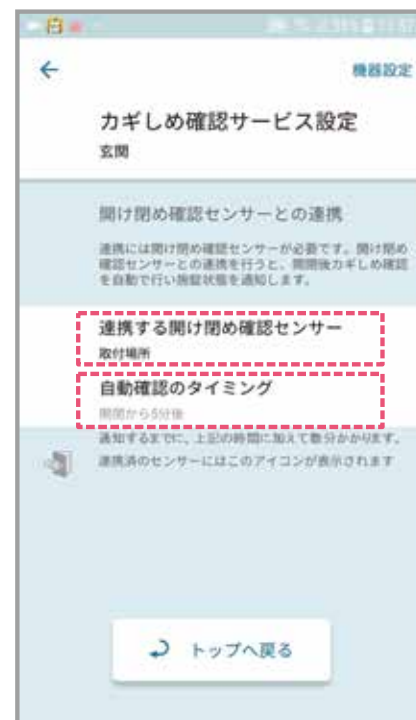 機器設定
カギしめ確認サービス設定
玄関
開け閉め確認センサーとの連携
連携には開け閉め確認センサーが必要です。開け閉め
確認センサーとの連携を行うと、開閉後カギしめ確認
を自動で行い施錠状態を通知します。
連携する開け閉め確認センサー
取付場所
自動確認のタイミング
開閉から5分後
通知するまでに、上記の時間に加えて数分かかります。
連携済のセンサーにはこのアイコンが表示されます
トップへ戻る